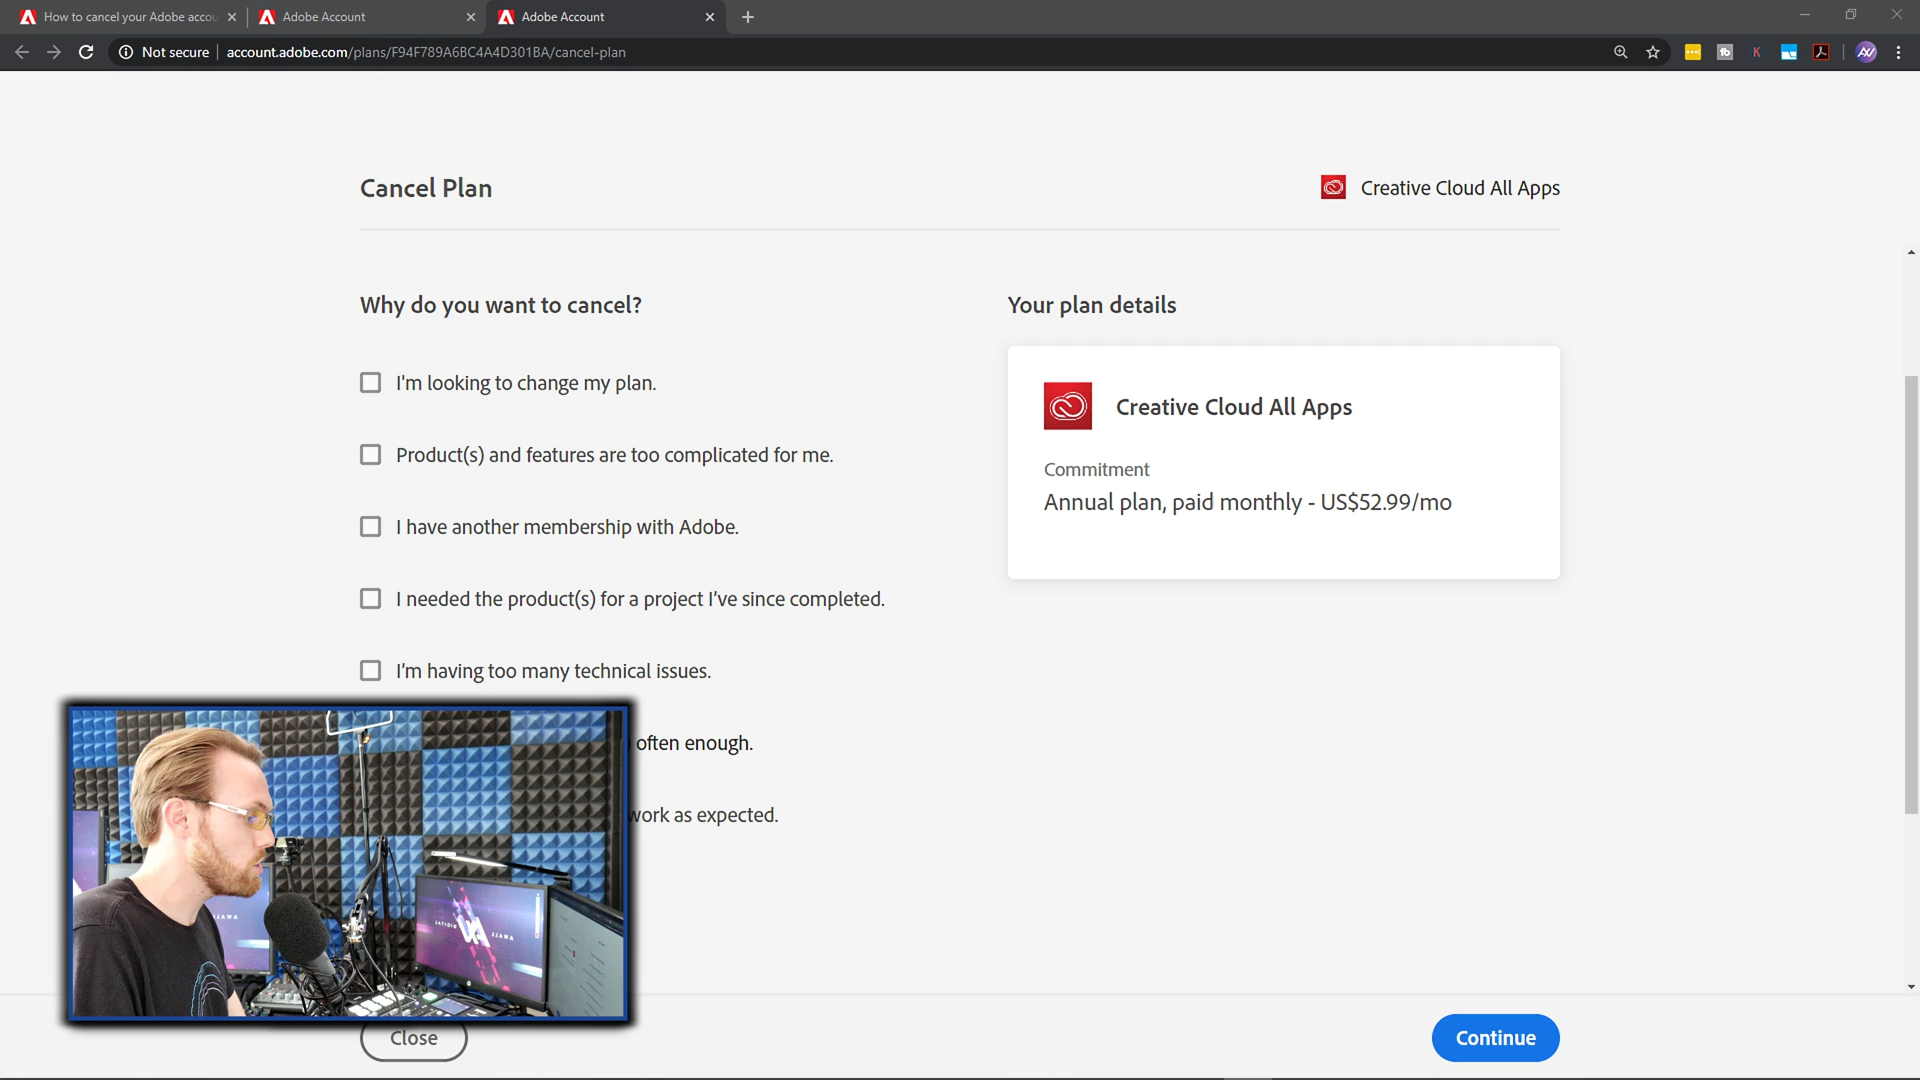 How to cancel your Adobe accou
Adobe Account
Adobe Account
Not secure
account.adobe.com/plans/F94F789A6BC4A4D301BA/cancel-plan
Cancel Plan
Creative Cloud All Apps
Why do you want to cancel?
Your plan details
I'm looking to change my plan.
Creative Cloud All Apps
Product(s) and features are too complicated for me.
Commitment
Annual plan, paid monthly - US$52.99/mo
I have another membership with Adobe.
I needed the product(s) for a project I've since completed.
I'm having too many technical issues.
often enough.
work as expected.
Close
Continue